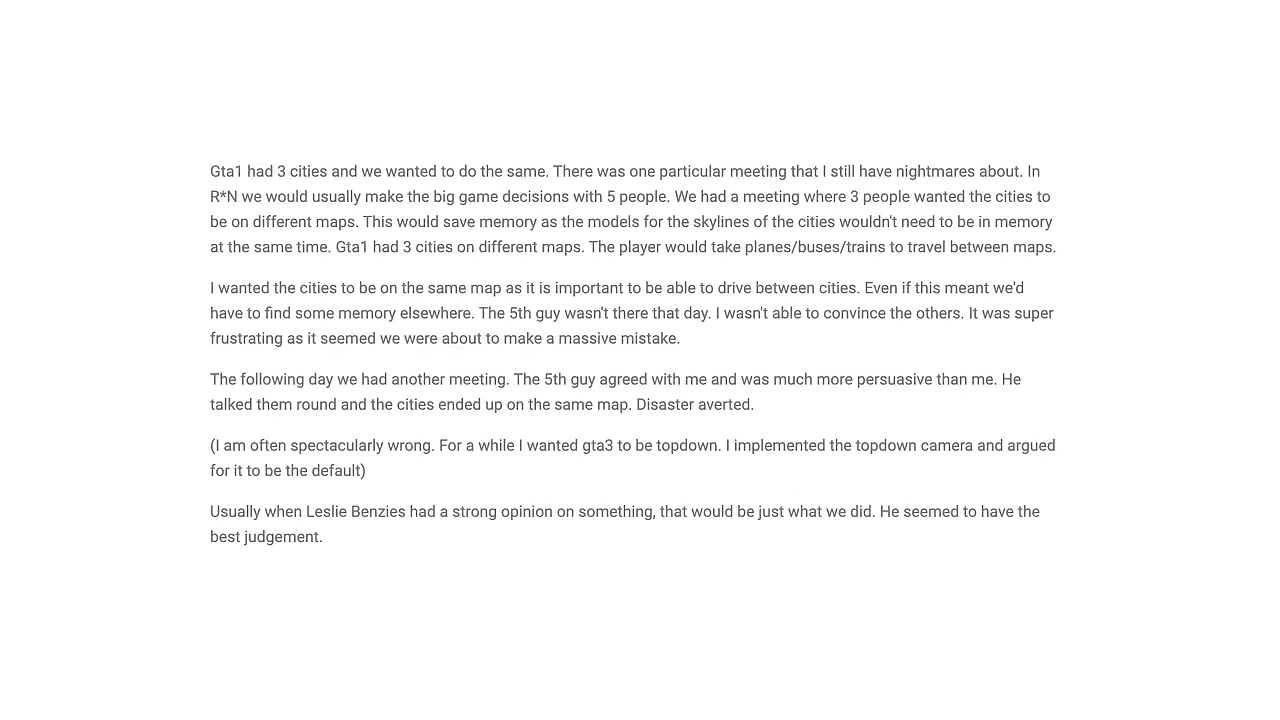 Gta1 had 3 cities and we wanted to do the same. There was one particular meeting that I still have nightmares about. In
R*N we would usually make the big game decisions with 5 people. We had a meeting where 3 people wanted the cities to
be on different maps. This would save memory as the models for the skylines of the cities wouldn't need to be in memory
at the same time. Gta1 had 3 cities on different maps. The player would take planes/buses/trains to travel between maps.
I wanted the cities to be on the same map as it is important to be able to drive between cities. Even if this meant we'd
have to find some memory elsewhere. The 5th guy wasn't there that day. I wasn't able to convince the others. It was super
frustrating as it seemed we were about to make a massive mistake.
The following day we had another meeting. The 5th guy agreed with me and was much more persuasive than me. He
talked them round and the cities ended up on the same map. Disaster averted.
(I am often spectacularly wrong. For a while I wanted gta3 to be topdown. I implemented the topdown camera and argued
for it to be the default)
Usually when Leslie Benzies had a strong opinion on something, that would be just what we did. He seemed to have the
best judgement.